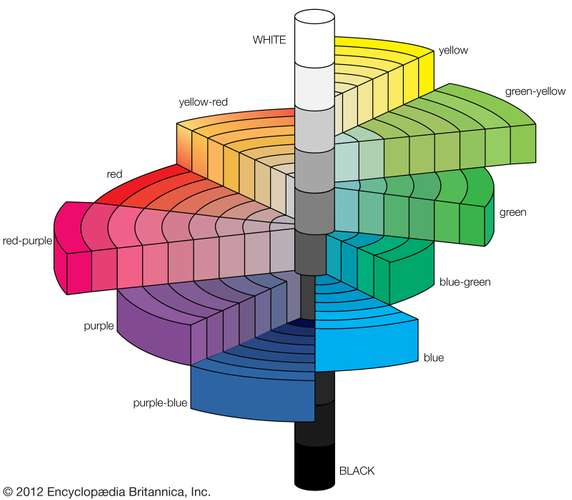 WHITE
yellow
green-yellow
yellow-red
red
green
red-purple
blue-green
purple
blue
purple-blue
BLACK
© 2012 Encyclopædia Britannica, Inc.